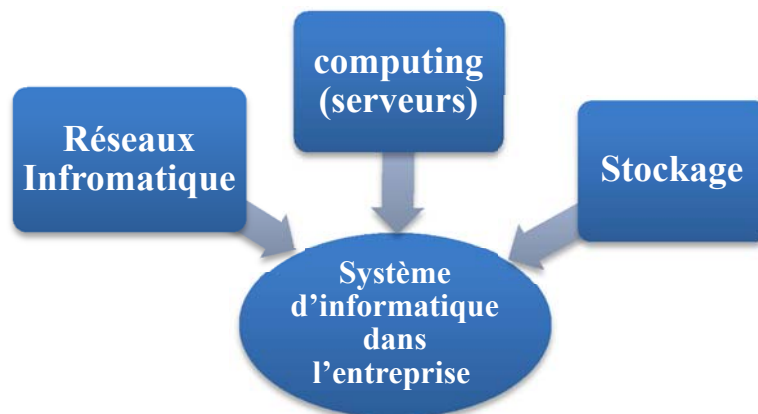 computing
(serveurs)
Réseaux
Infromatique
Stockage
Système
d’informatique
dans
l’entreprise